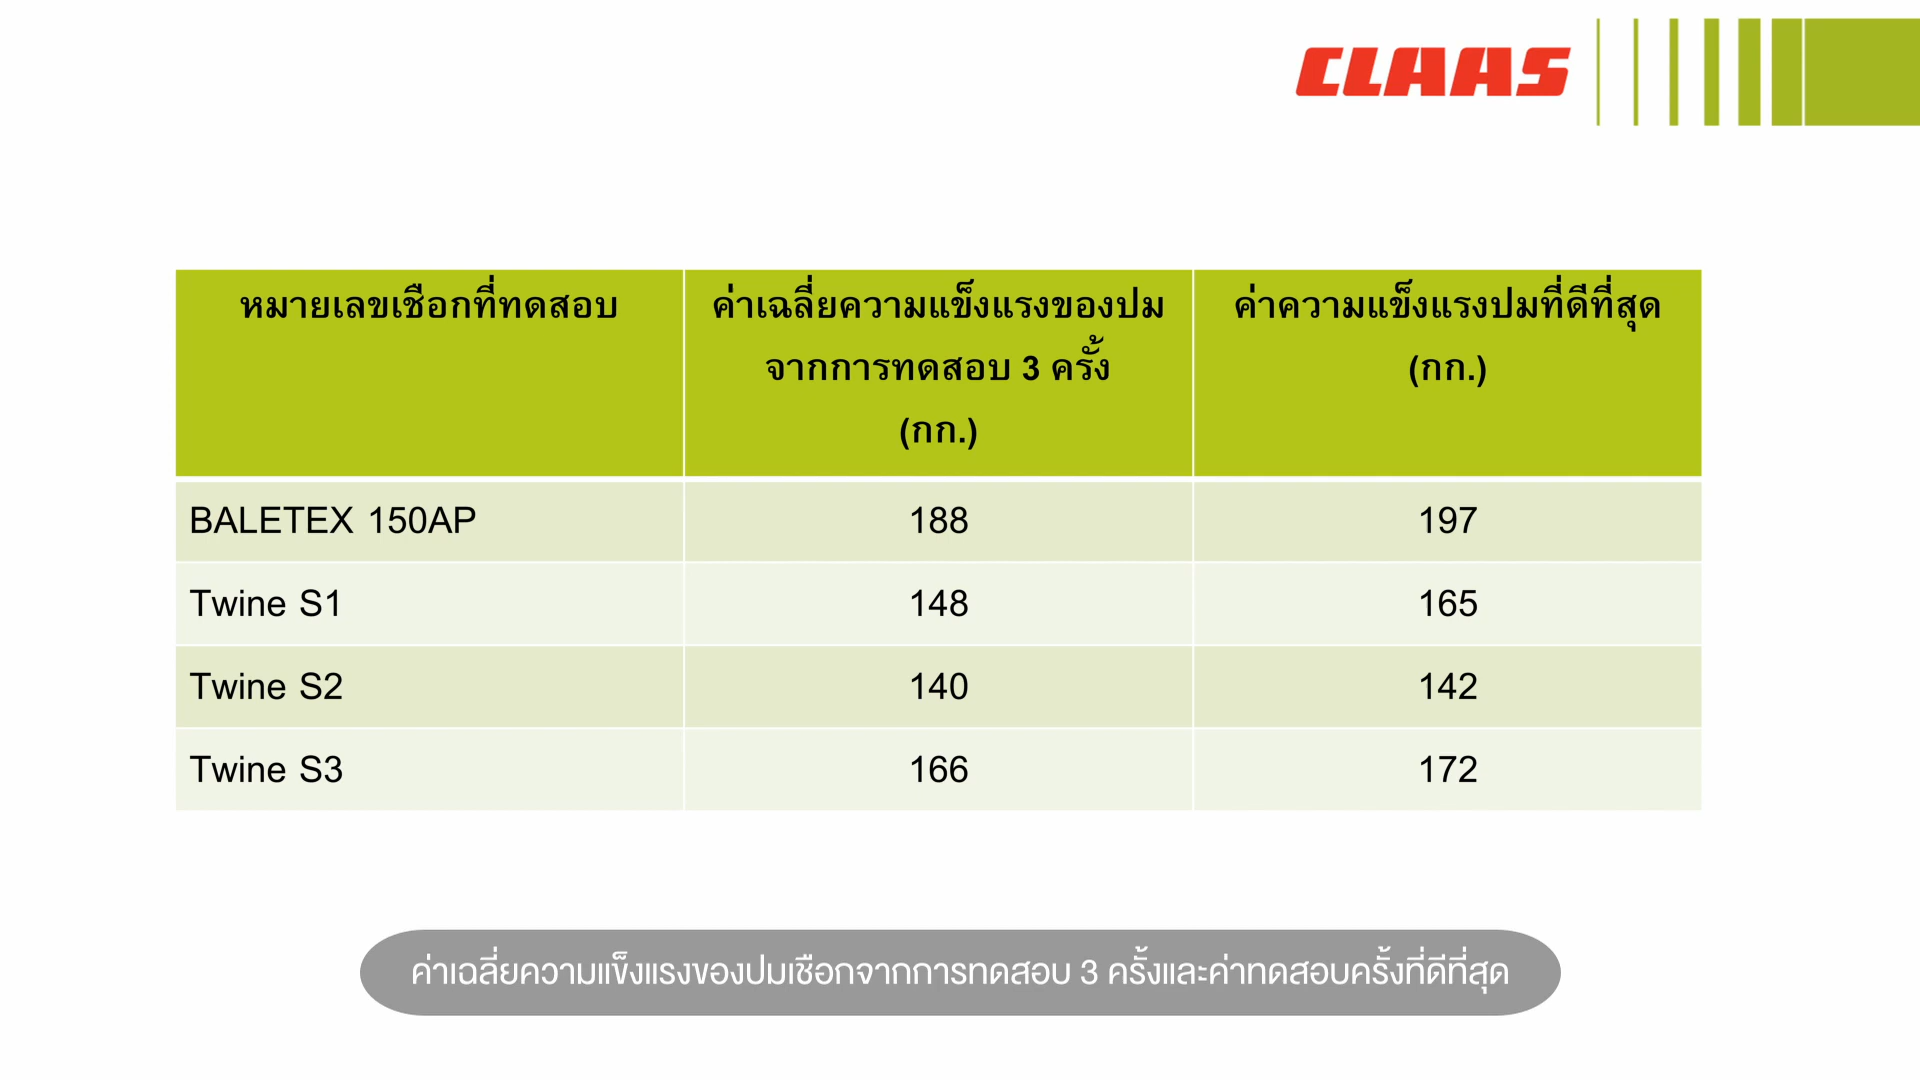 CLAAS
หมายเลขเชือกที่ทดสอบ
ค่าเฉลี่ยความแข็งแรงของปม
จากการทดสอบ 3 ครั้ง
(กก.)
ค่าความแข็งแรงปมที่ดีที่สุด
(กก.)
BALETEX 150AP 188 197
Twine S1 148 165
Twine S2 140 142
Twine S3 166 172
ค่าเฉลี่ยความแข็งแรงของปมเชือกจากการทดสอบ 3 ครั้งและค่าทดสอบครั้งที่ดีที่สุด